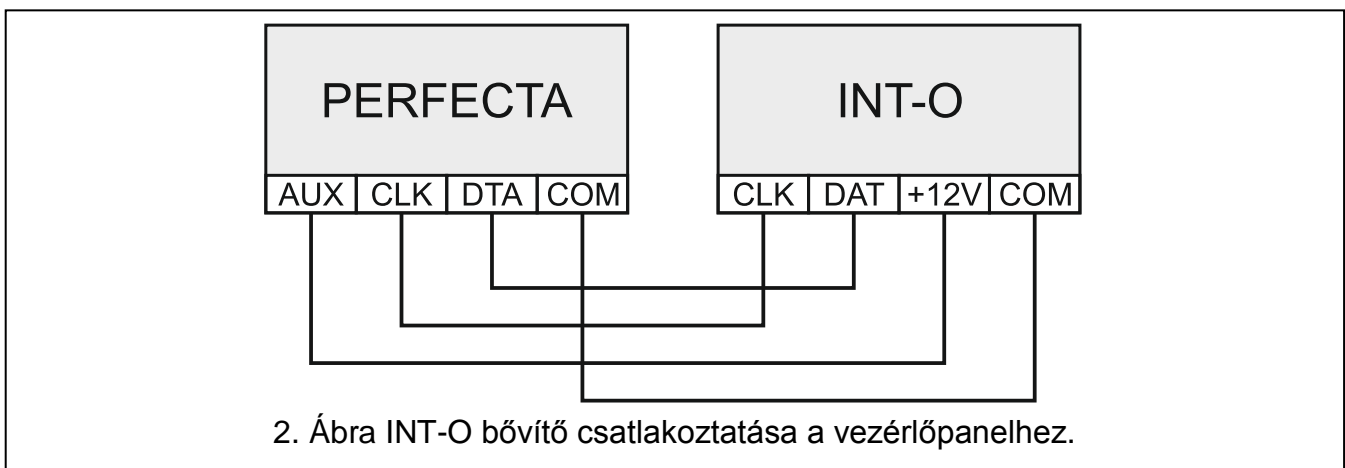 PERFECTA INT-O
AUX CLK DTA COM CLK DAT +12V COM
2. Ábra INT-O bővítő csatlakoztatása a vezérlőpanelhez.